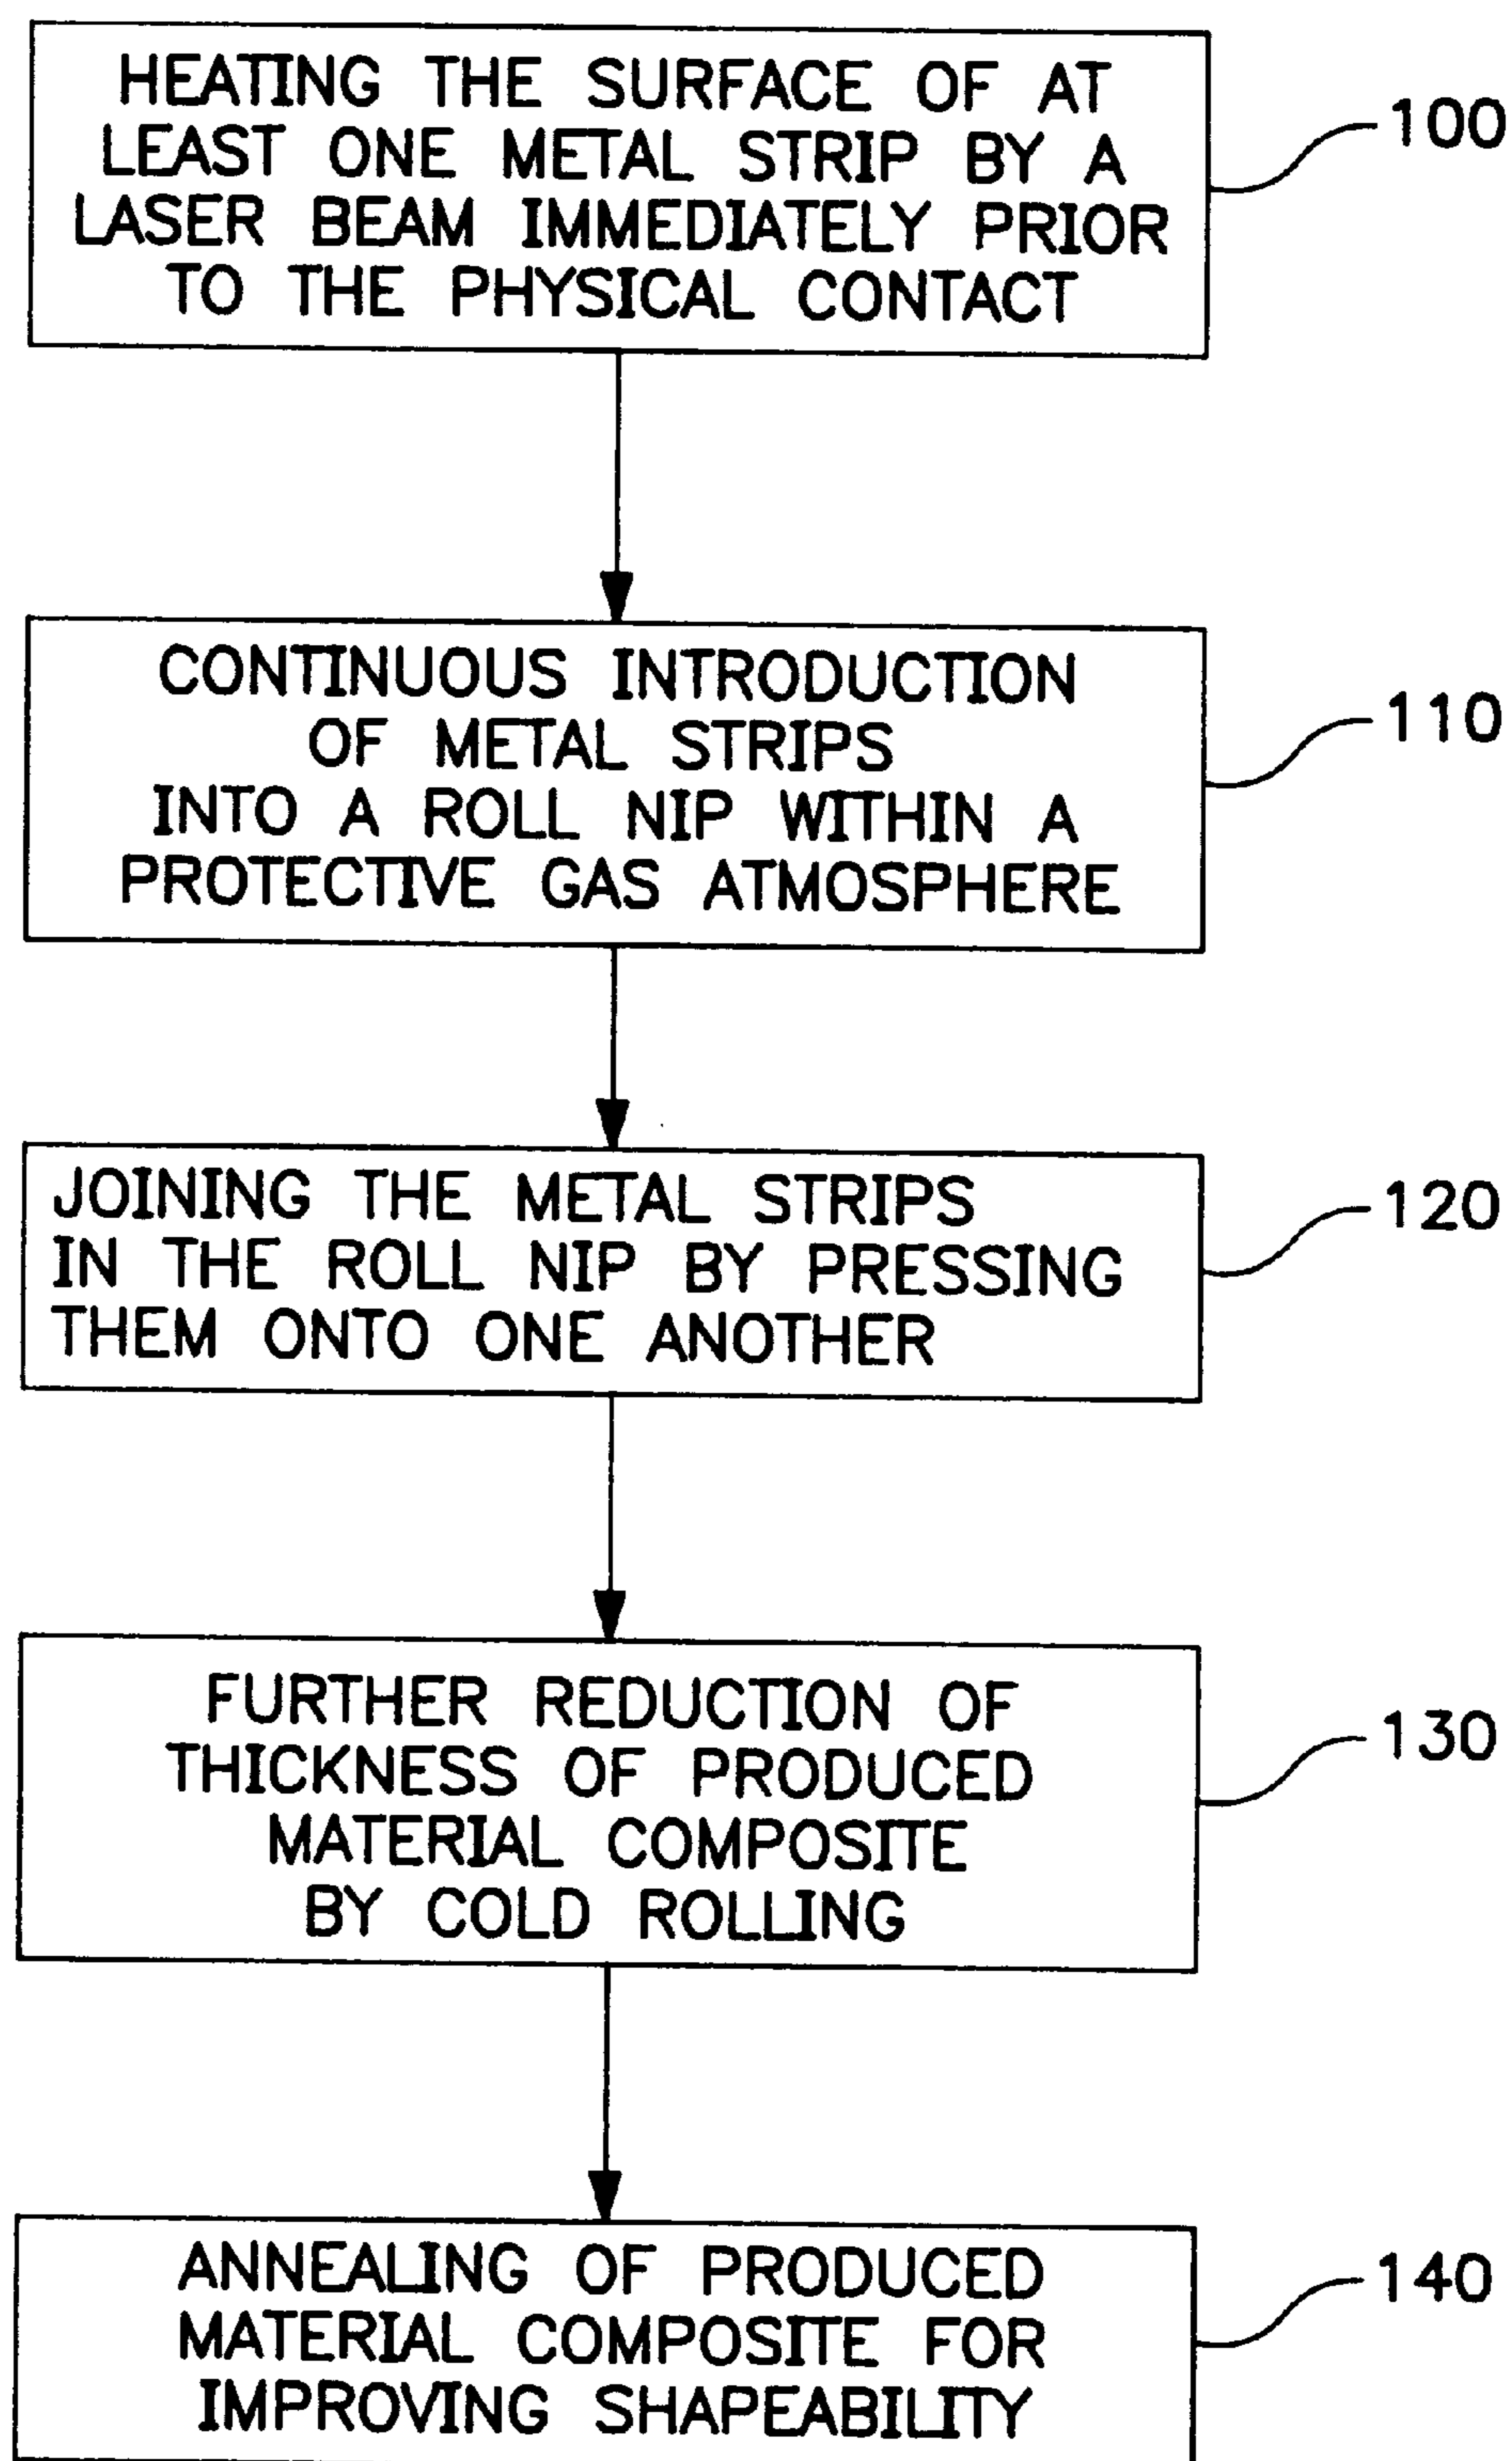 HEATING THE SURFACE OF AT
LEAST ONE METAL STRIP BY A
LASER BEAM IMMEDIATELY PRIOR
TO THE PHYSICAL CONTACT
100
CONTINUOUS INTRODUCTION
OF METAL STRIPS
INTO A ROLL NIP WITHIN A
PROTECTIVE GAS ATMOSPHERE
110
JOINING THE METAL STRIPS
IN THE ROLL NIP BY PRESSING
THEM ONTO ONE ANOTHER
120
FURTHER REDUCTION OF
THICKNESS OF PRODUCED
MATERIAL COMPOSITE
BY COLD ROLLING
130
ANNEALING OF PRODUCED
MATERIAL COMPOSITE FOR
IMPROVING SHAPEABILITY
140